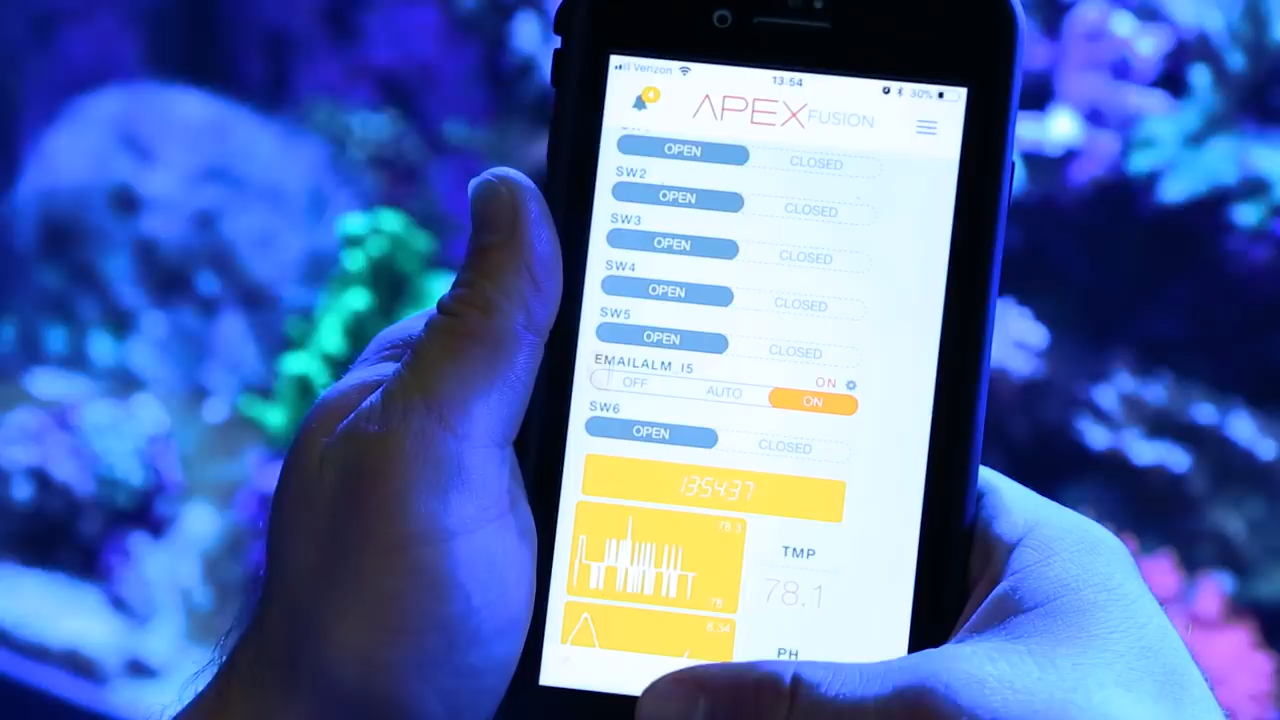 Verizon 13:54 30%
4
APEX FUSION
OPEN CLOSED
SW2
OPEN CLOSED
SW3
OPEN CLOSED
SW4
OPEN CLOSED
SW5
OPEN CLOSED
EMAILALM_I5 ON
OFF AUTO ON
SW6
OPEN CLOSED
13:54:37
78.3
TMP
78.1
78
8.34
PH